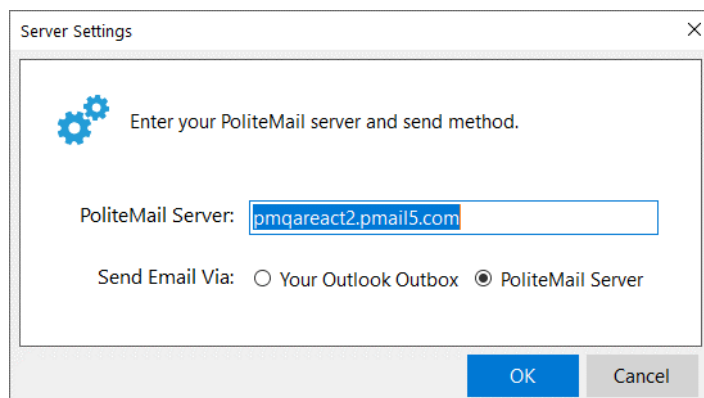 Server Settings
Enter your PoliteMail server and send method.
PoliteMail Server: pmqareact2.pmail5.com
Send Email Via: Your Outlook Outbox PoliteMail Server
OK Cancel